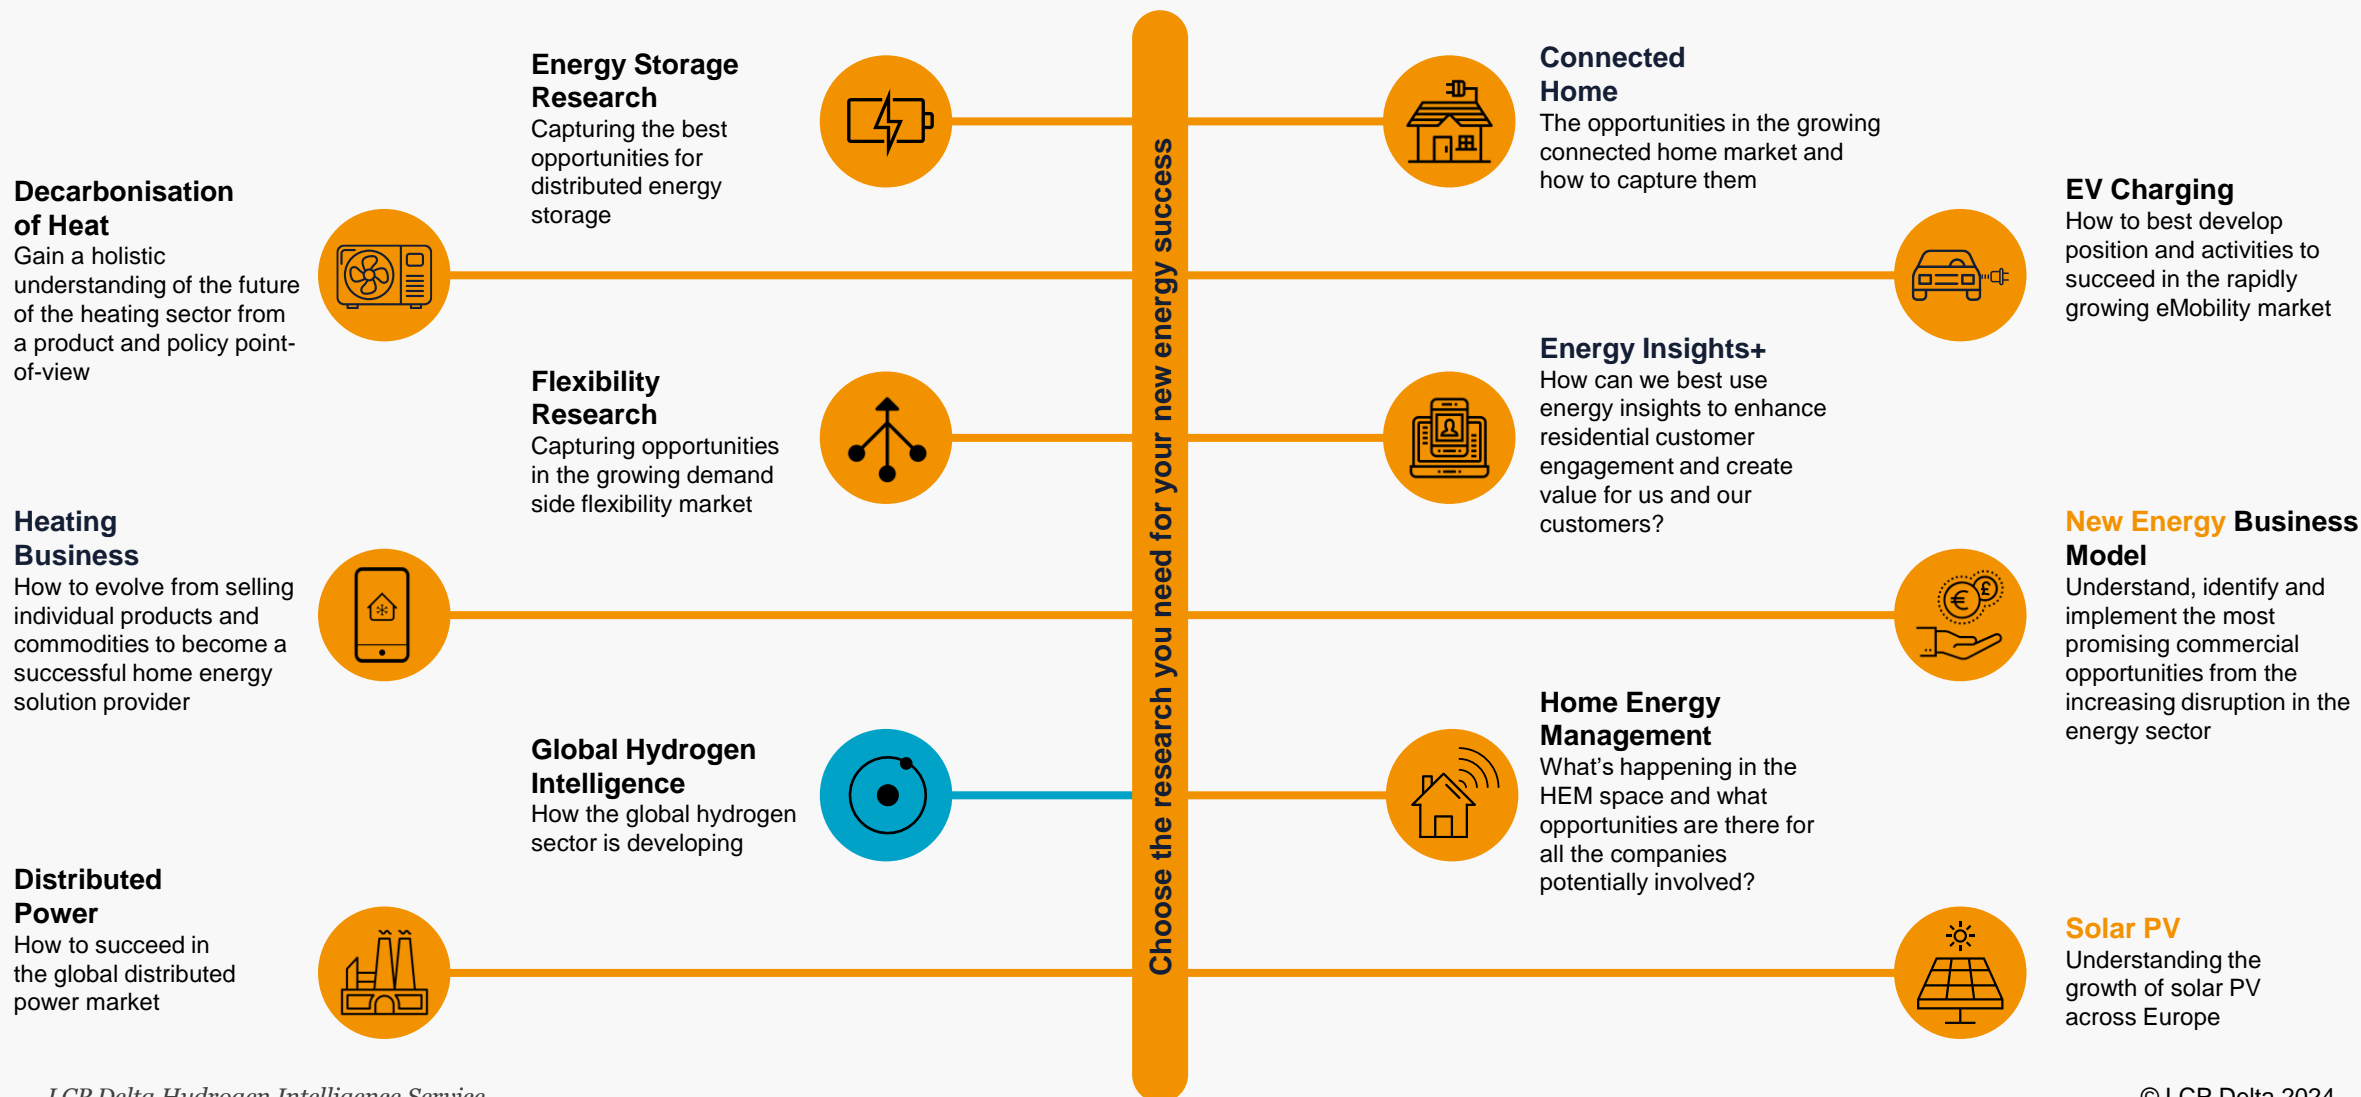 Energy Storage
Research
Capturing the best
opportunities for
distributed energy
storage
Connected
Home
The opportunities in the growing
connected home market and
how to capture them
Decarbonisation
of Heat
Gain a holistic
understanding of the future
of the heating sector from
a product and policy point-
of-view
EV Charging
How to best develop
position and activities to
succeed in the rapidly
growing eMobility market
Flexibility
Research
Capturing opportunities
in the growing demand
side flexibility market
Energy Insights+
How can we best use
energy insights to enhance
residential customer
engagement and create
value for us and our
customers?
Heating
Business
How to evolve from selling
individual products and
commodities to become a
successful home energy
solution provider
New Energy Business
Model
Understand, identify and
implement the most
promising commercial
opportunities from the
increasing disruption in the
energy sector
€
£
Global Hydrogen
Intelligence
How the global hydrogen
sector is developing
Home Energy
Management
What's happening in the
HEM space and what
opportunities are there for
all the companies
potentially involved?
Distributed
Power
How to succeed in
the global distributed
power market
Solar PV
Understanding the
growth of solar PV
across Europe
Choose the research you need for your new energy success
LCP Delta Hydrogen Intelligence Service
© LCP Delta 2024